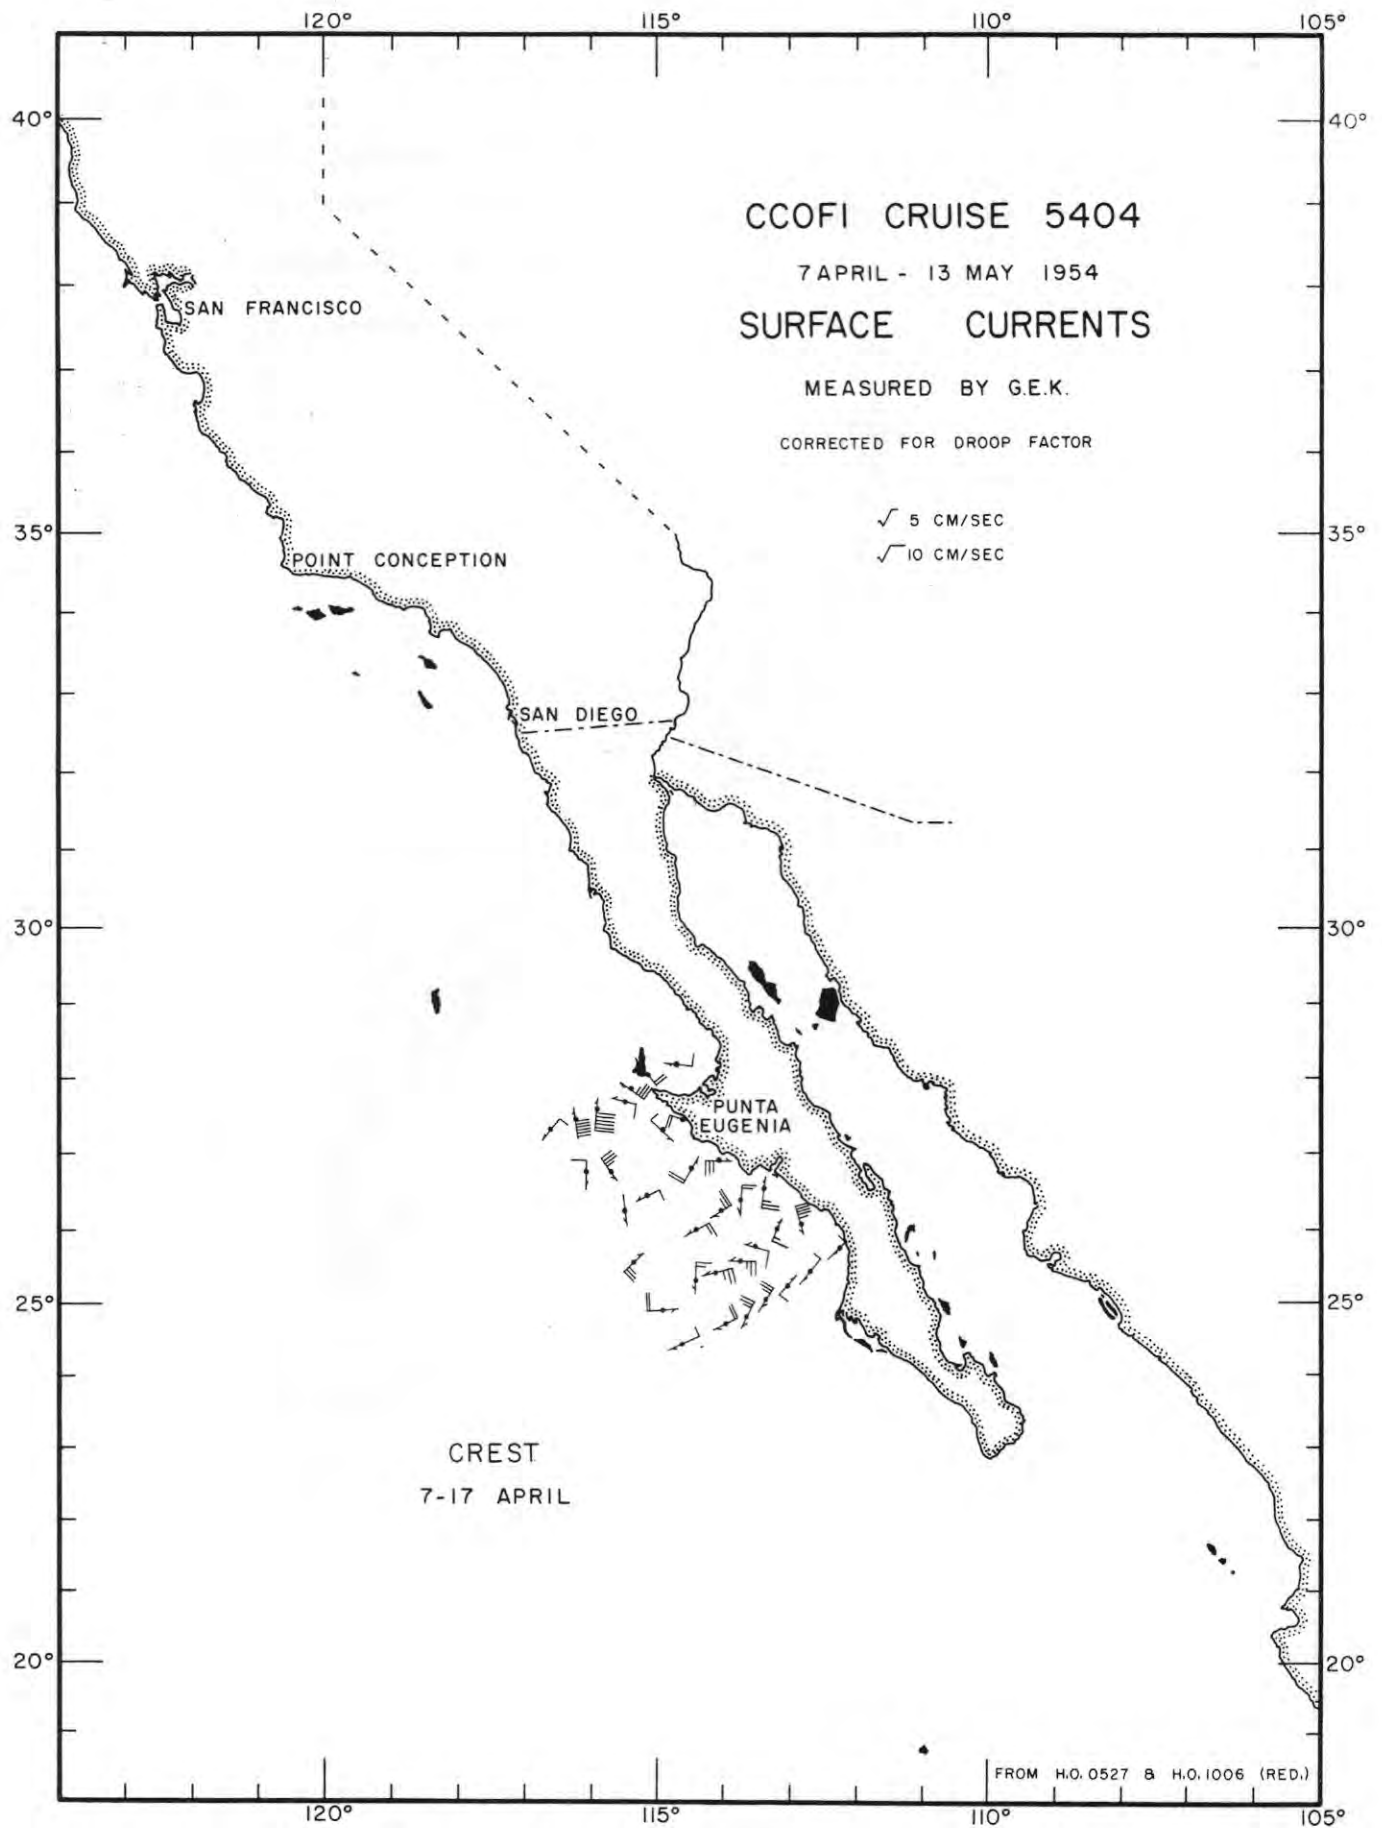 120° 115° 110° 105°
40° 40°
CCOFI CRUISE 5404
7 APRIL - 13 MAY 1954
SURFACE CURRENTS
MEASURED BY G.E.K.
CORRECTED FOR DROOP FACTOR
5 CM/SEC
10 CM/SEC
SAN FRANCISCO
35° 35°
POINT CONCEPTION
SAN DIEGO
30° 30°
PUNTA
EUGENIA
25° 25°
CREST
7-17 APRIL
20° 20°
FROM H.O. 0527 & H.O. 1006 (RED.)
120° 115° 110° 105°